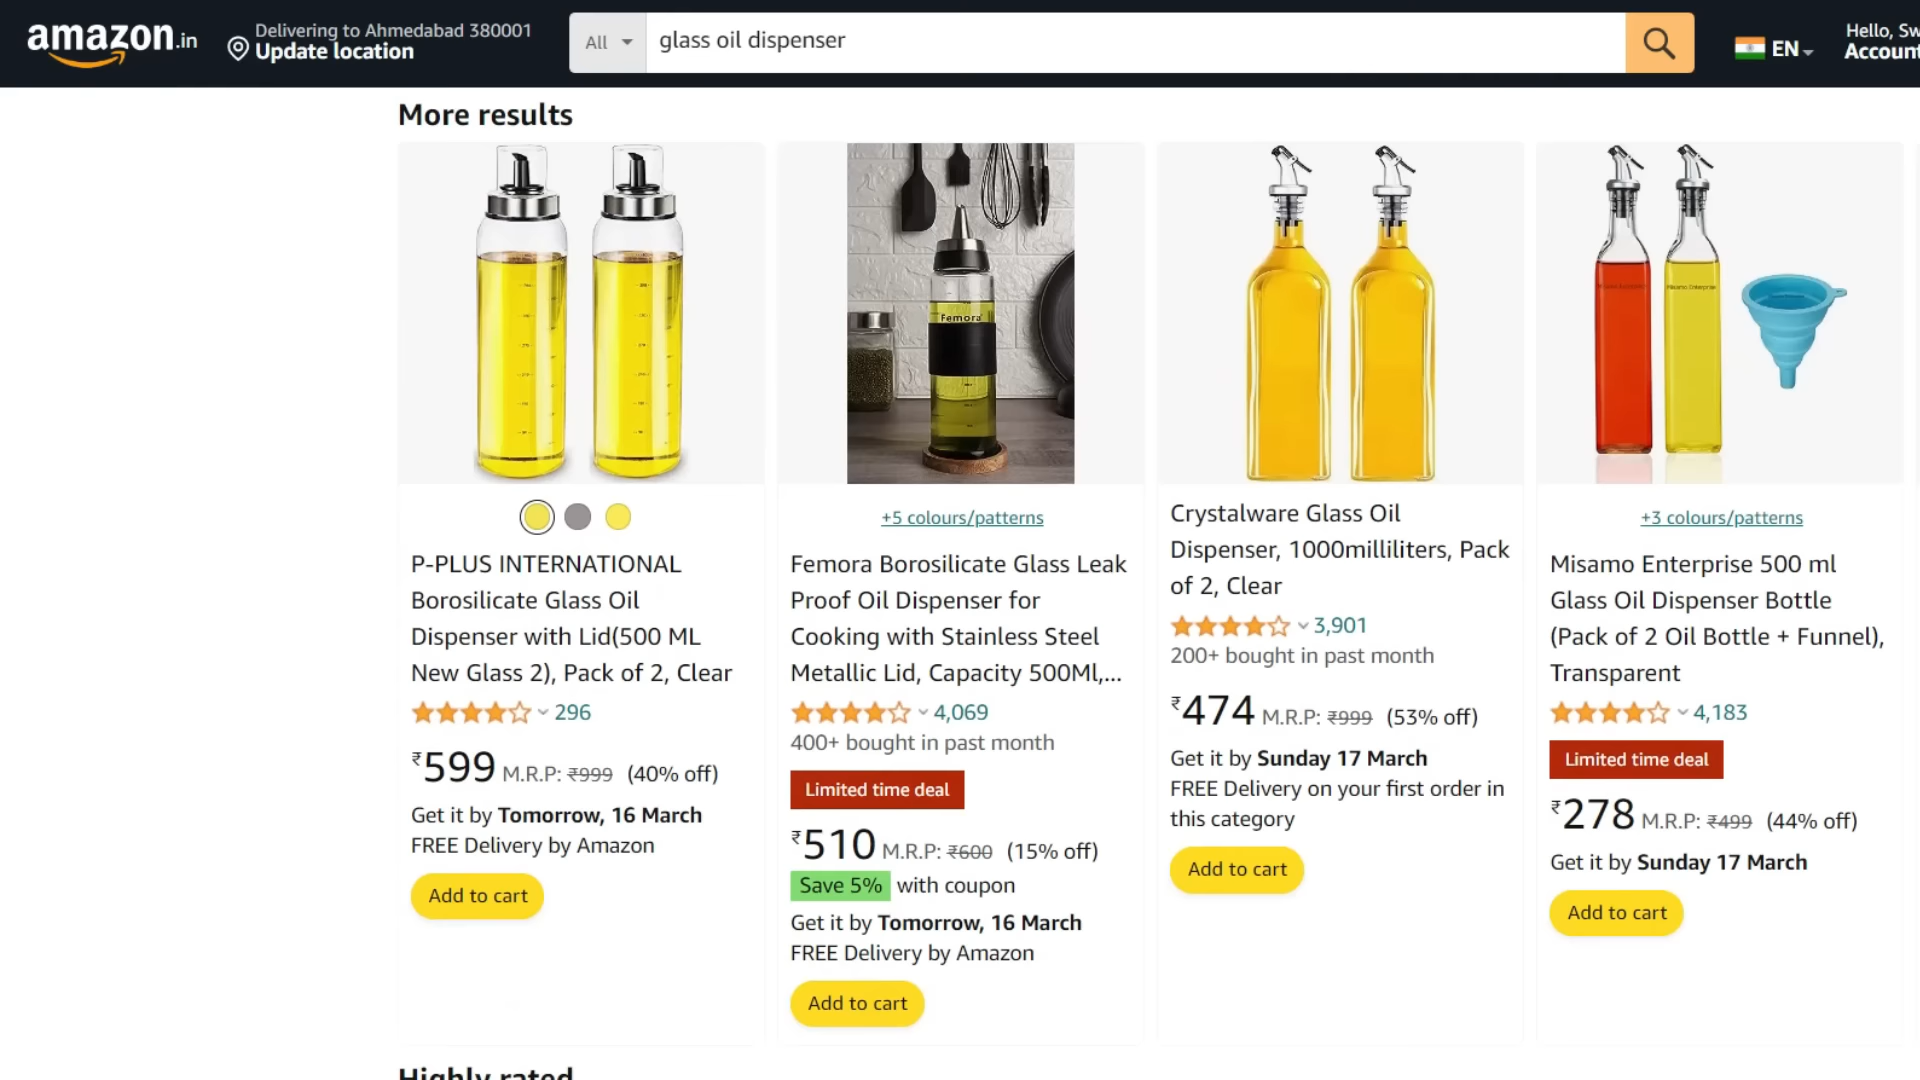 amazon.in
Delivering to Ahmedabad 380001
Update location
All
glass oil dispenser
EN
Hello, Sw
Account
More results
Femora
Misamo Enterprise
P-PLUS INTERNATIONAL
Borosilicate Glass Oil
Dispenser with Lid(500 ML
New Glass 2), Pack of 2, Clear
296
₹599 M.R.P: ₹999 (40% off)
Get it by Tomorrow, 16 March
FREE Delivery by Amazon
Add to cart
+5 colours/patterns
Femora Borosilicate Glass Leak
Proof Oil Dispenser for
Cooking with Stainless Steel
Metallic Lid, Capacity 500Ml,...
4,069
400+ bought in past month
Limited time deal
₹510 M.R.P: ₹600 (15% off)
Save 5% with coupon
Get it by Tomorrow, 16 March
FREE Delivery by Amazon
Add to cart
Crystalware Glass Oil
Dispenser, 1000milliliters, Pack
of 2, Clear
3,901
200+ bought in past month
₹474 M.R.P: ₹999 (53% off)
Get it by Sunday 17 March
FREE Delivery on your first order in
this category
Add to cart
+3 colours/patterns
Misamo Enterprise 500 ml
Glass Oil Dispenser Bottle
(Pack of 2 Oil Bottle + Funnel),
Transparent
4,183
Limited time deal
₹278 M.R.P: ₹499 (44% off)
Get it by Sunday 17 March
Add to cart
Highly rated